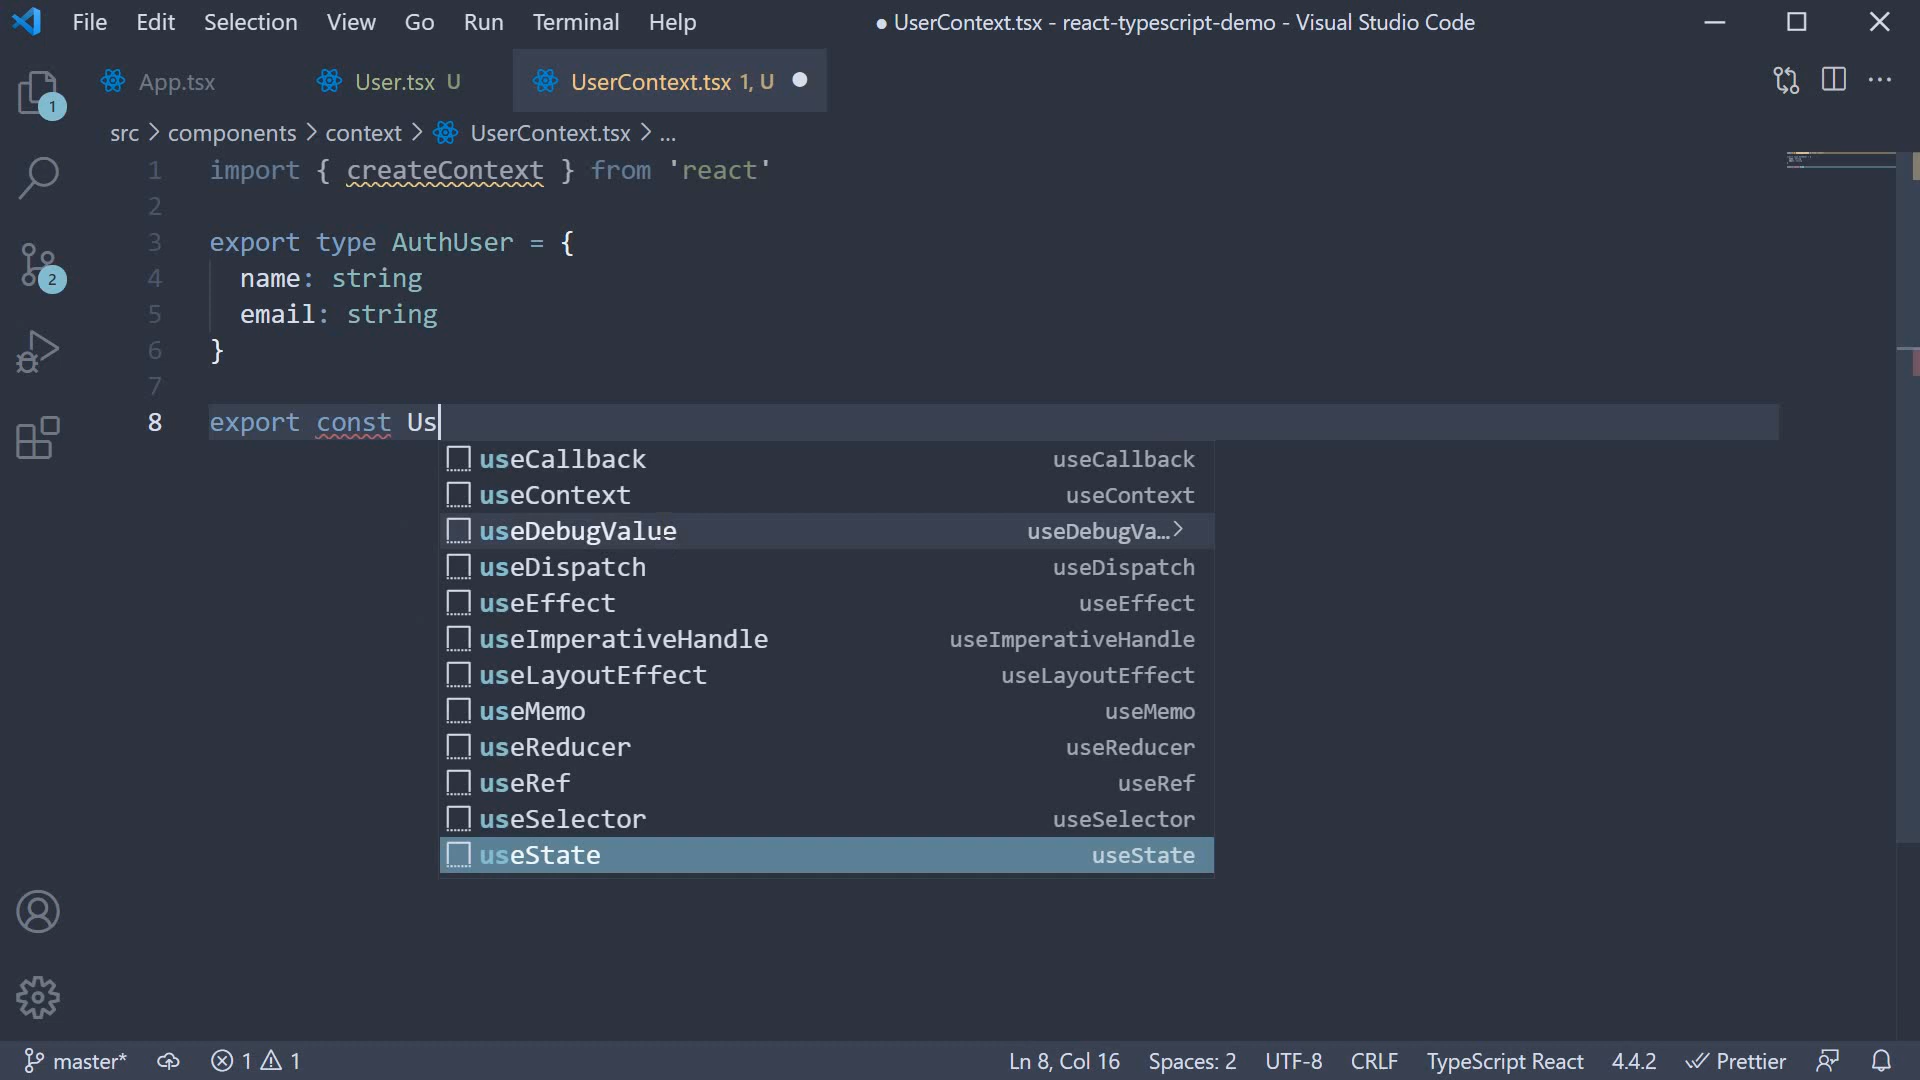 File Edit Selection View Go Run Terminal Help ● UserContext.tsx - react-typescript-demo - Visual Studio Code
App.tsx User.tsx U UserContext.tsx 1, U
src > components > context > UserContext.tsx > ...
1 import { createContext } from 'react'
2
3 export type AuthUser = {
4 name: string
5 email: string
6 }
7
8 export const Us
useCallback useCallback
useContext useContext
useDebugValue useDebugVa...>
useDispatch useDispatch
useEffect useEffect
useImperativeHandle useImperativeHandle
useLayoutEffect useLayoutEffect
useMemo useMemo
useReducer useReducer
useRef useRef
useSelector useSelector
useState useState
1
2
master* 1 1 Ln 8, Col 16 Spaces: 2 UTF-8 CRLF TypeScript React 4.4.2 Prettier